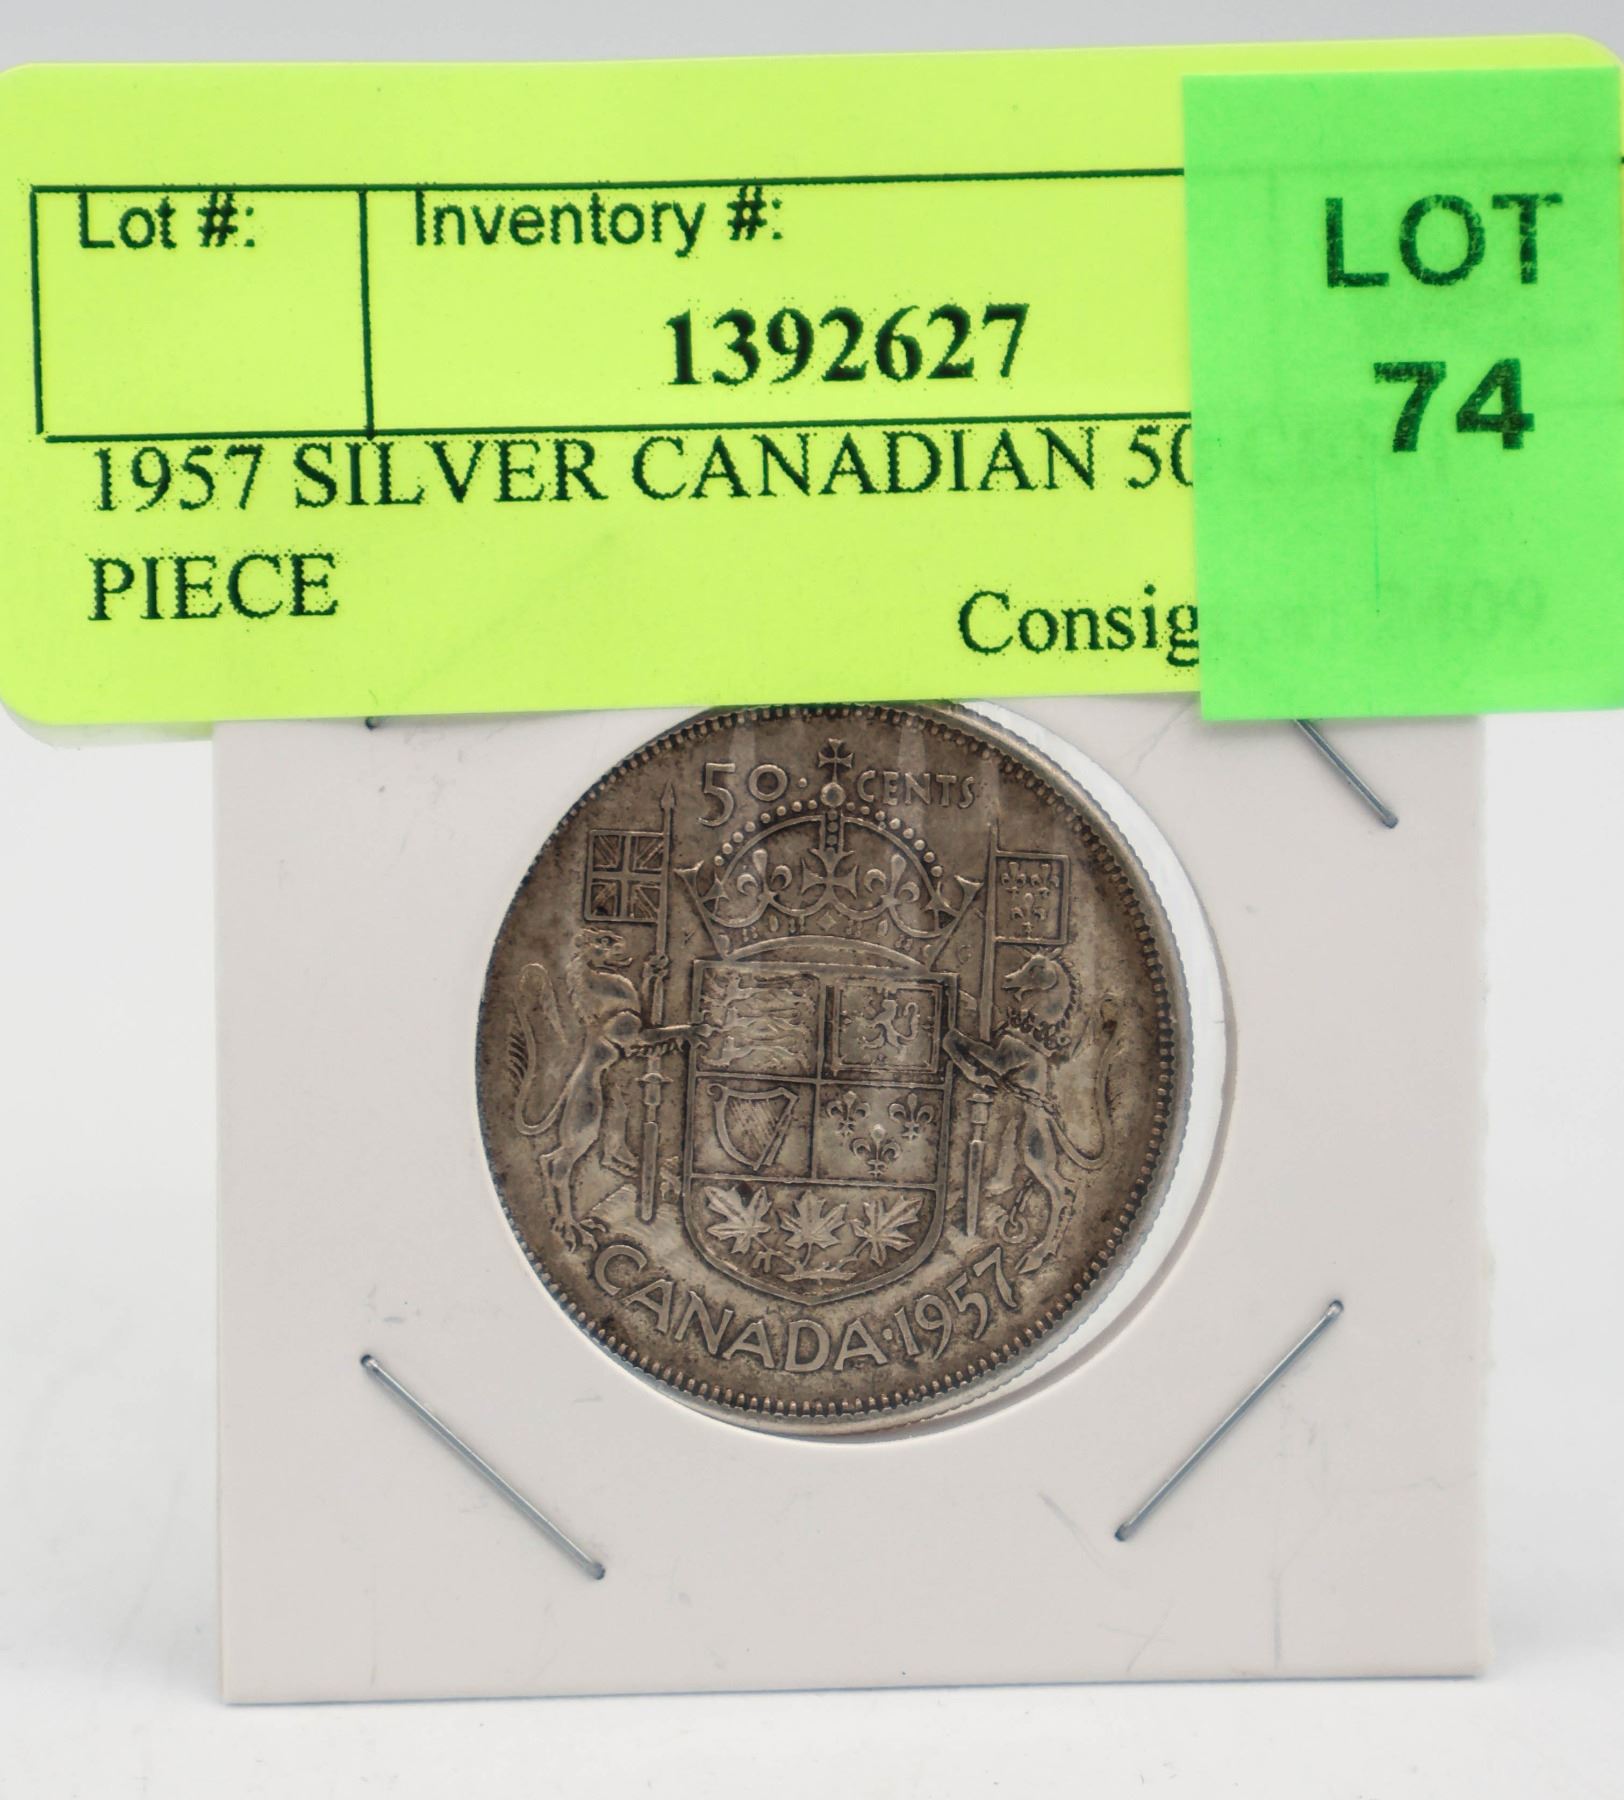 Lot #:
Inventory #:
1392627
LOT
74
1957 SILVER CANADIAN 50
PIECE
Consig
50 · CENTS
CANADA · 1957